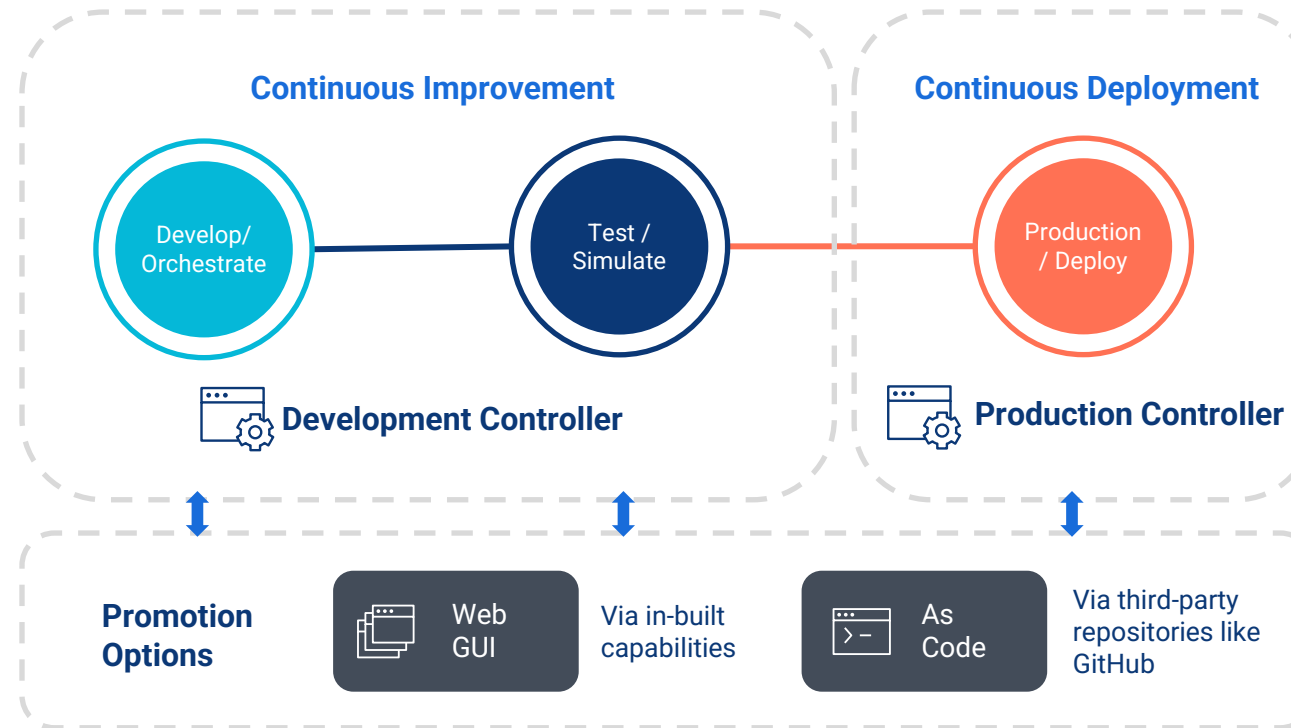 Continuous Improvement
Continuous Deployment
Develop/
Orchestrate
Test /
Simulate
Production
/ Deploy
Development Controller
Production Controller
Promotion
Options
Web
GUI
Via in-built
capabilities
As
Code
Via third-party
repositories like
GitHub